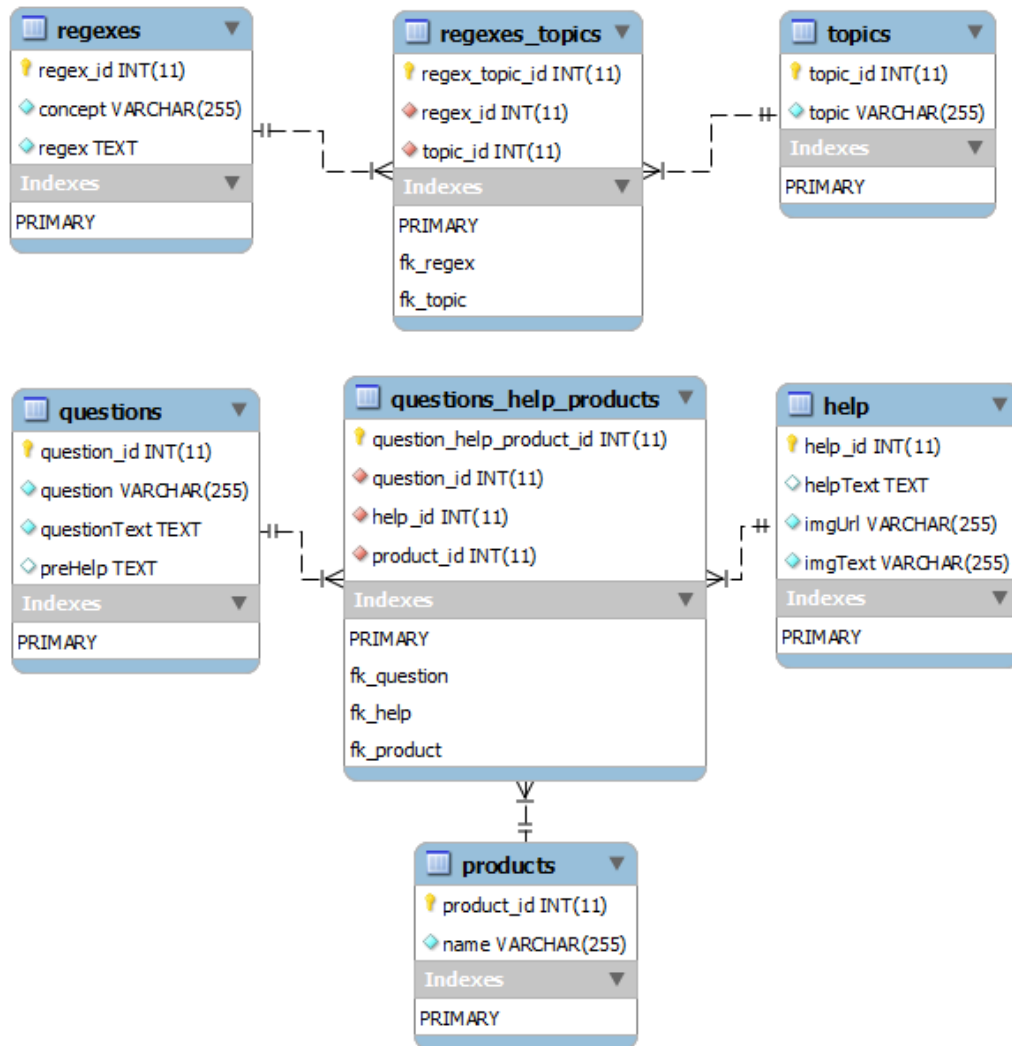 regexes
regex_id INT(11)
concept VARCHAR(255)
regex TEXT
Indexes
PRIMARY
regexes_topics
regex_topic_id INT(11)
regex_id INT(11)
topic_id INT(11)
Indexes
PRIMARY
fk_regex
fk_topic
topics
topic_id INT(11)
topic VARCHAR(255)
Indexes
PRIMARY
questions
question_id INT(11)
question VARCHAR(255)
questionText TEXT
preHelp TEXT
Indexes
PRIMARY
questions_help_products
question_help_product_id INT(11)
question_id INT(11)
help_id INT(11)
product_id INT(11)
Indexes
PRIMARY
fk_question
fk_help
fk_product
help
help_id INT(11)
helpText TEXT
imgUrl VARCHAR(255)
imgText VARCHAR(255)
Indexes
PRIMARY
products
product_id INT(11)
name VARCHAR(255)
Indexes
PRIMARY